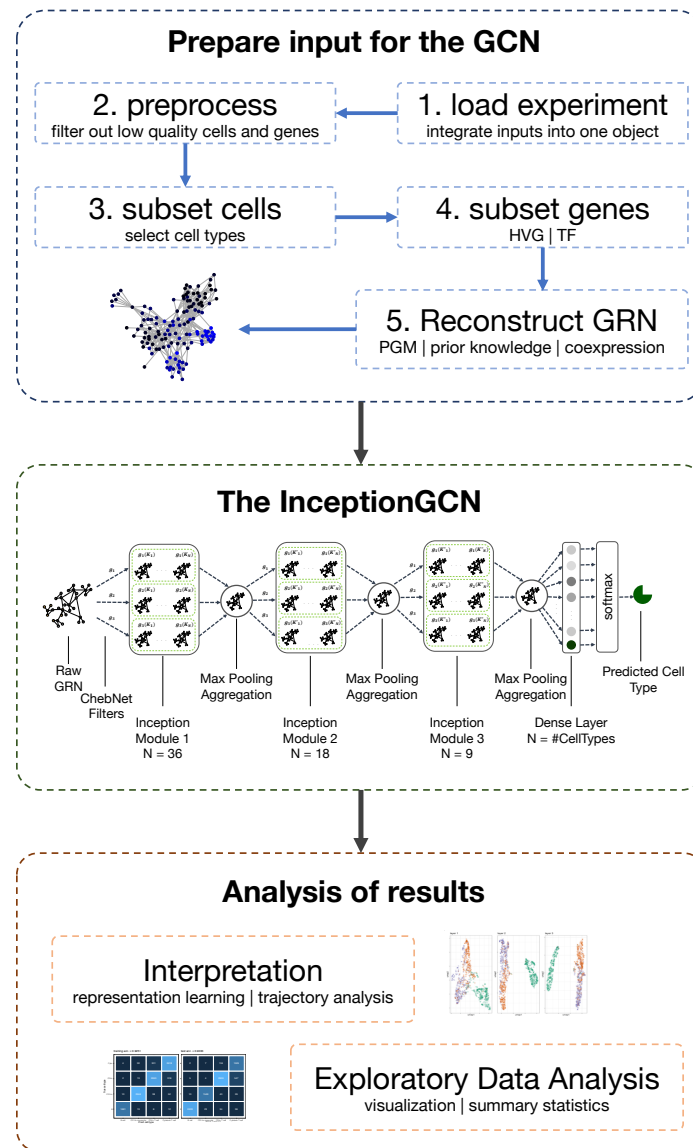 Prepare input for the GCN
2. preprocess
filter out low quality cells and genes
1. load experiment
integrate inputs into one object
3. subset cells
select cell types
4. subset genes
HVG | TF
5. Reconstruct GRN
PGM | prior knowledge | coexpression
The InceptionGCN
softmax
Raw
GRN
ChebNet
Filters
Inception
Module 1
N = 36
Max Pooling
Aggregation
Inception
Module 2
N = 18
Max Pooling
Aggregation
Inception
Module 3
N = 9
Max Pooling
Aggregation
Dense Layer
N = #CellTypes
Predicted Cell
Type
Analysis of results
Interpretation
representation learning | trajectory analysis
Exploratory Data Analysis
visualization | summary statistics